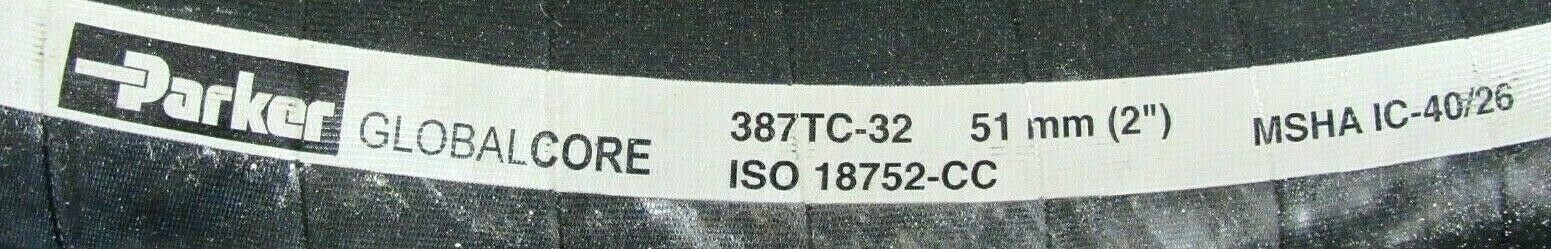 Parker GLOBALCORE 387TC-32 51 mm (2") MSHA IC-40/26
ISO 18752-CC